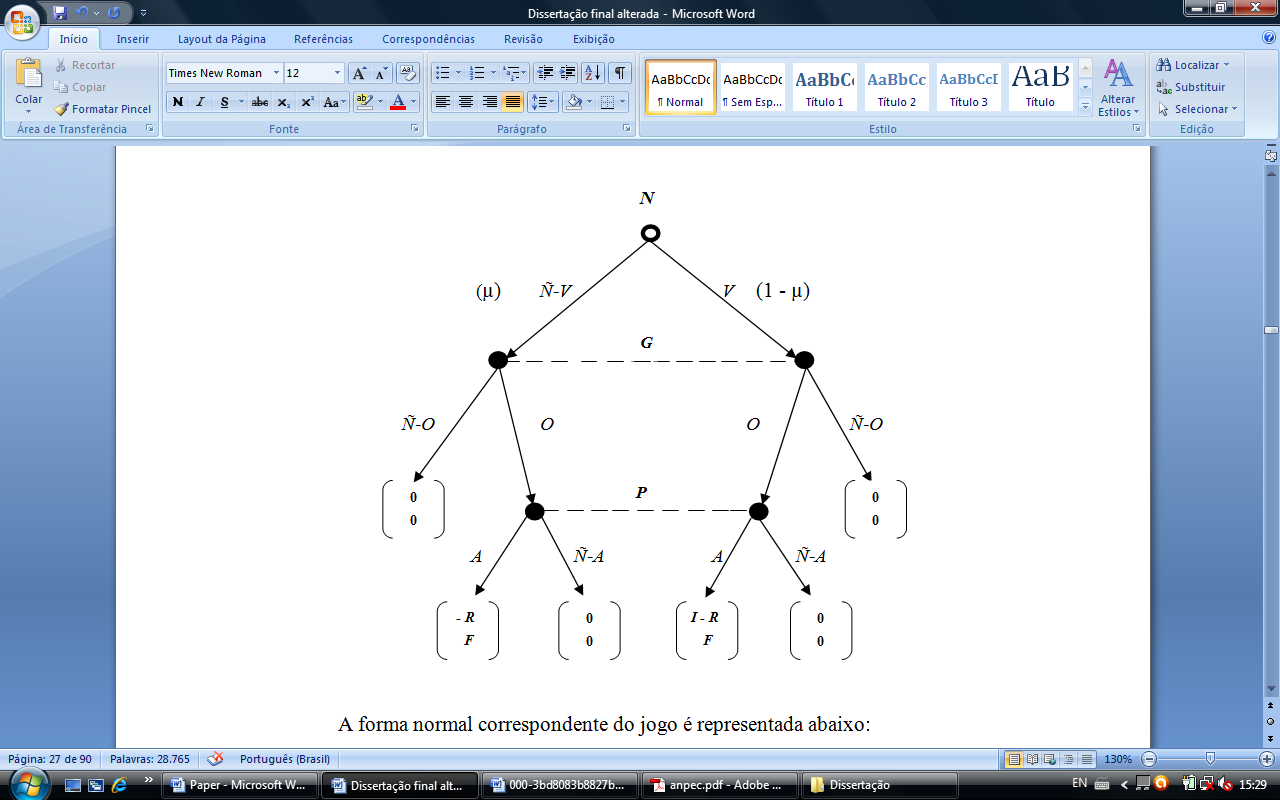 Dissertação final alterada - Microsoft Word
Início Inserir Layout da Página Referências Correspondências Revisão Exibição
Colar
Recortar
Copiar
Formatar Pincel
Área de Transferência
Times New Roman 12
N I S abc x₂ x² Aa
Fonte
Parágrafo
AaBbCcDc AaBbCcDc AaBbC AaBbCc AaBbCcI AaB
¶ Normal ¶ Sem Esp... Título 1 Título 2 Título 3 Título
Alterar Estilos
Estilo
Localizar
Substituir
Selecionar
Edição
N
(μ) Ñ-V V (1 - μ)
G
Ñ-O O O Ñ-O
P
0 0
0 0
A Ñ-A A Ñ-A
- R 0 I - R 0
F 0 F 0
A forma normal correspondente do jogo é representada abaixo:
Página: 27 de 90 Palavras: 28.765 Português (Brasil) 130%
Paper - Microsoft W... Dissertação final alt... 000-3bd8083b8827b... anpec.pdf - Adobe ... Dissertação EN 15:29